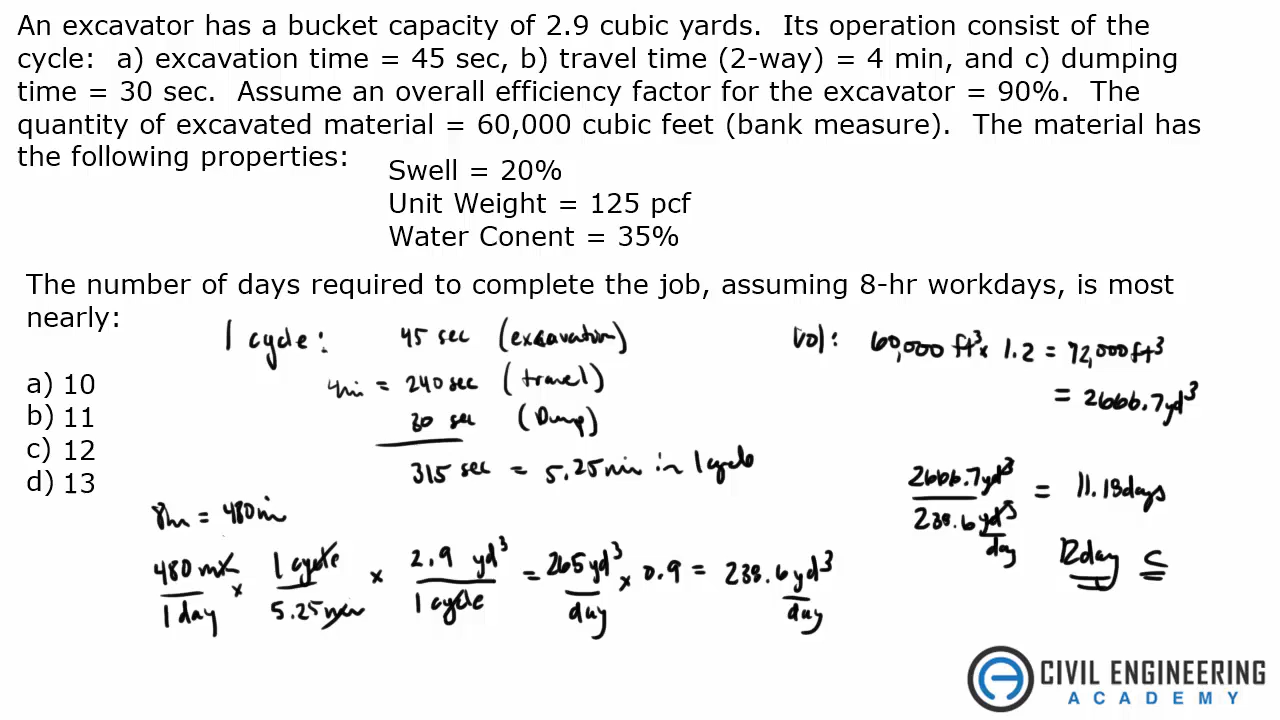 An excavator has a bucket capacity of 2.9 cubic yards. Its operation consist of the
cycle: a) excavation time = 45 sec, b) travel time (2-way) = 4 min, and c) dumping
time = 30 sec. Assume an overall efficiency factor for the excavator = 90%. The
quantity of excavated material = 60,000 cubic feet (bank measure). The material has
the following properties:
Swell = 20%
Unit Weight = 125 pcf
Water Conent = 35%
The number of days required to complete the job, assuming 8-hr workdays, is most
nearly:
a) 10
b) 11
c) 12
d) 13
1 cycle: 45 sec (excavation)
4min = 240 sec (travel)
30 sec (Dump)
315 sec = 5.25 min in 1 cycle
Vol: 60,000 ft³ x 1.2 = 72,000 ft³
= 2666.7 yd³
2666.7 yd³ / 238.6 yd³/day = 11.18 days
12 day C
8hr = 480 min
480 min / 1 day x 1 cycle / 5.25 min x 2.9 yd³ / 1 cycle = 265 yd³/day x 0.9 = 238.6 yd³/day
CIVIL ENGINEERING
ACADEMY